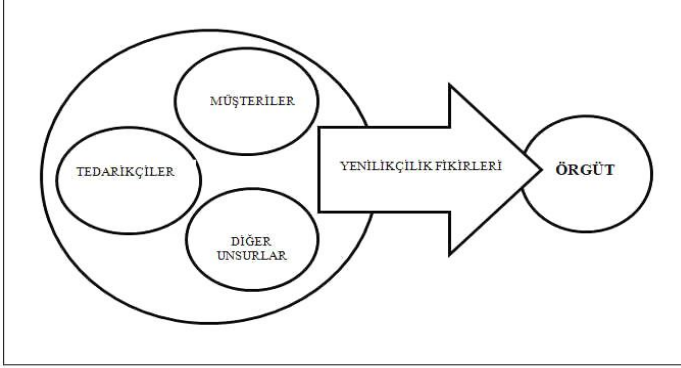 MÜŞTERİLER
TEDARİKÇİLER
DİĞER
UNSURLAR
YENİLİKÇİLİK FİKİRLERİ
ÖRGÜT